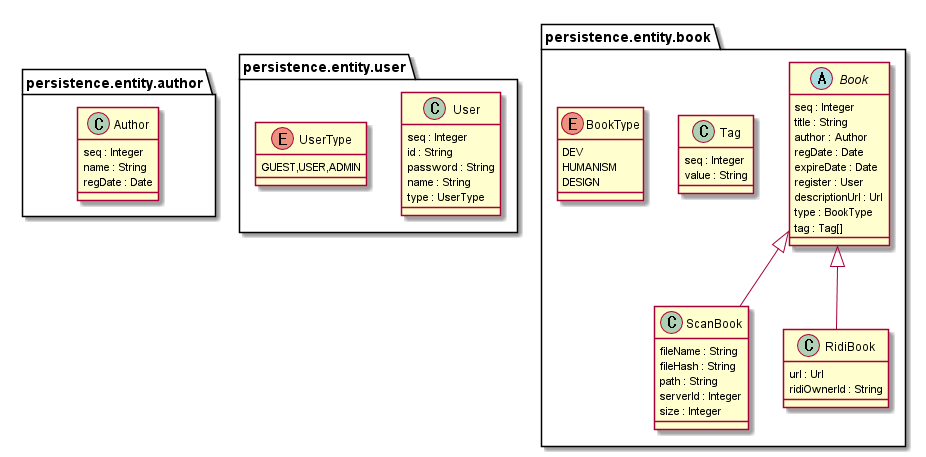 persistence.entity.author
C Author
seq : Integer
name : String
regDate : Date
persistence.entity.user
E UserType
GUEST,USER,ADMIN
C User
seq : Integer
id : String
password : String
name : String
type : UserType
persistence.entity.book
E BookType
DEV
HUMANISM
DESIGN
C Tag
seq : Integer
value : String
A Book
seq : Integer
title : String
author : Author
regDate : Date
expireDate : Date
register : User
descriptionUrl : Url
type : BookType
tag : Tag[]
C ScanBook
fileName : String
fileHash : String
path : String
serverId : Integer
size : Integer
C RidiBook
url : Url
ridiOwnerId : String